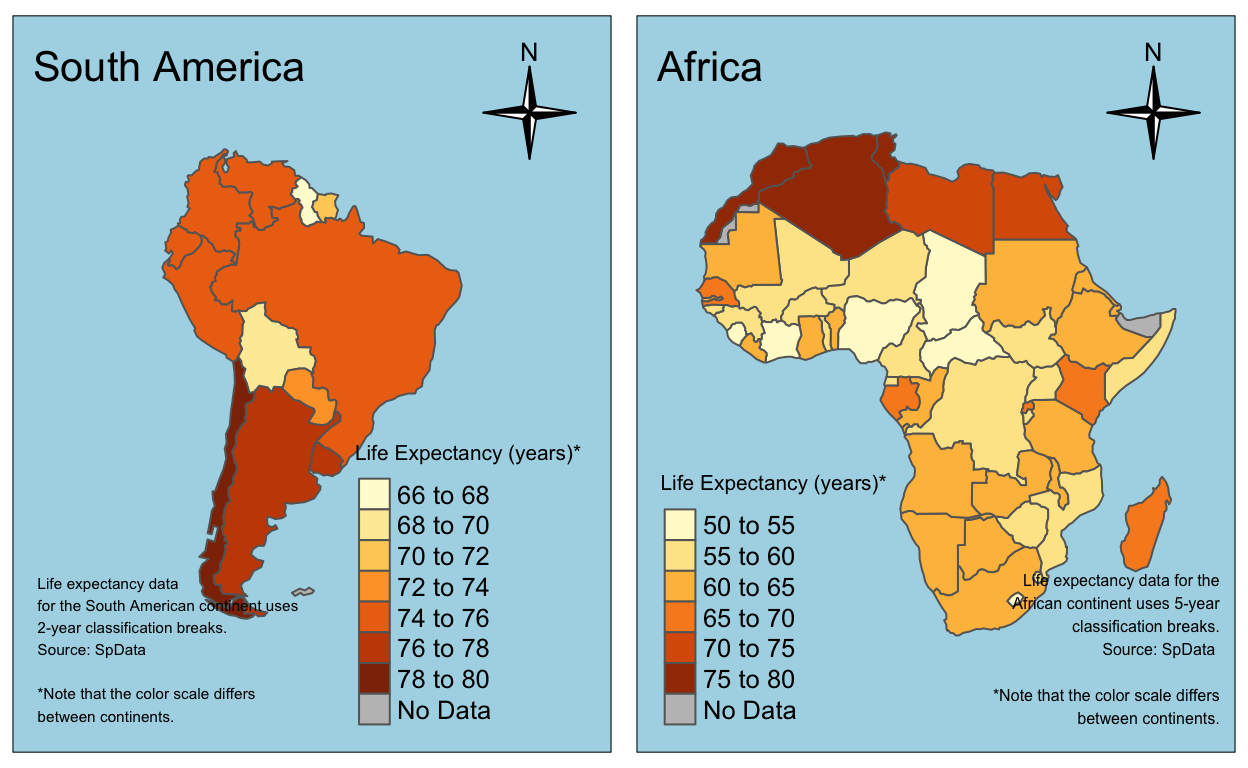 South America
N
Life Expectancy (years)*
66 to 68
68 to 70
70 to 72
72 to 74
74 to 76
76 to 78
78 to 80
No Data
Life expectancy data
for the South American continent uses
2-year classification breaks.
Source: SpData
*Note that the color scale differs
between continents.
Africa
N
Life Expectancy (years)*
50 to 55
55 to 60
60 to 65
65 to 70
70 to 75
75 to 80
No Data
Life expectancy data for the
African continent uses 5-year
classification breaks.
Source: SpData
*Note that the color scale differs
between continents.